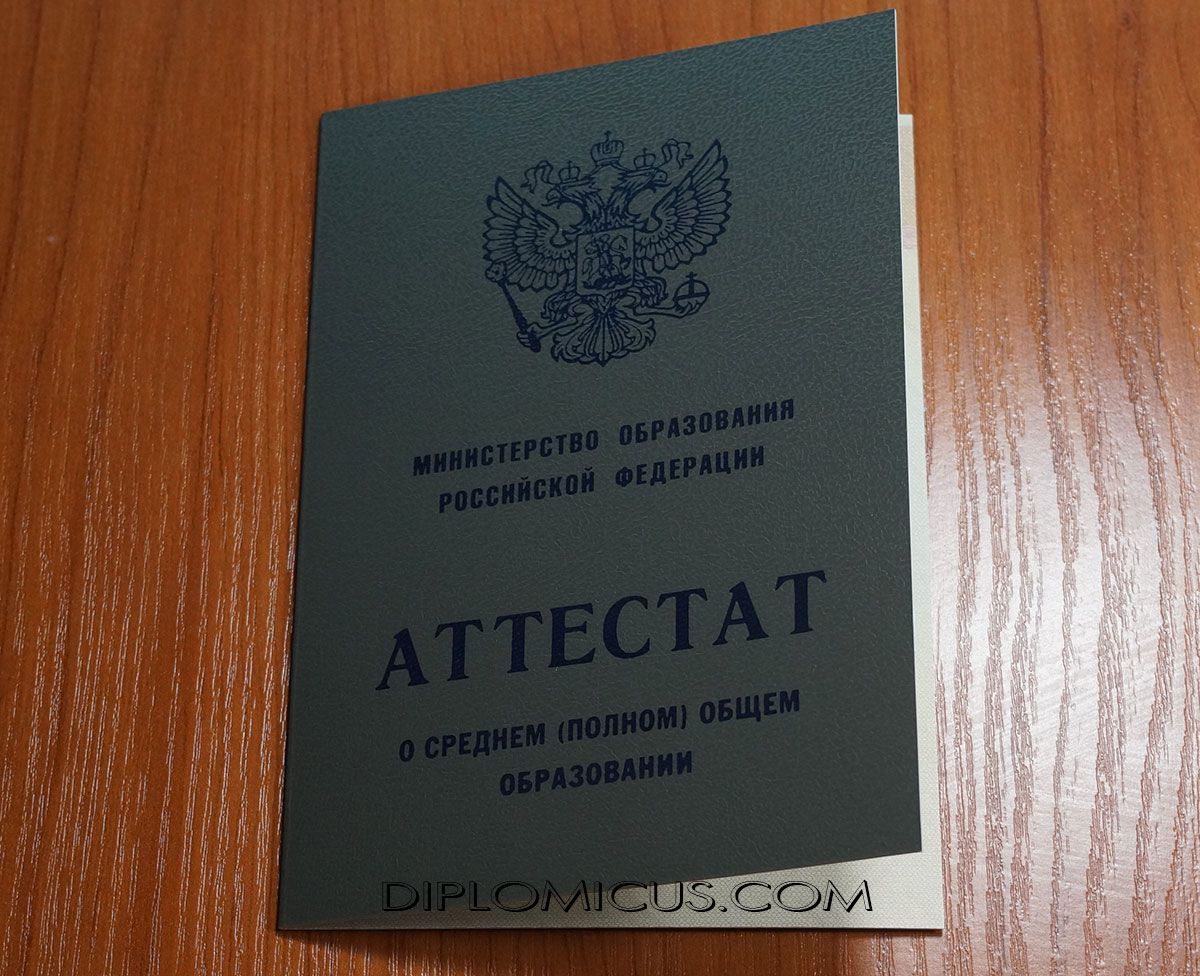 МИНИСТЕРСТВО ОБРАЗОВАНИЯ
РОССИЙСКОЙ ФЕДЕРАЦИИ
АТТЕСТАТ
О СРЕДНЕМ (ПОЛНОМ) ОБЩЕМ
ОБРАЗОВАНИИ
DIPLOMICUS.COM